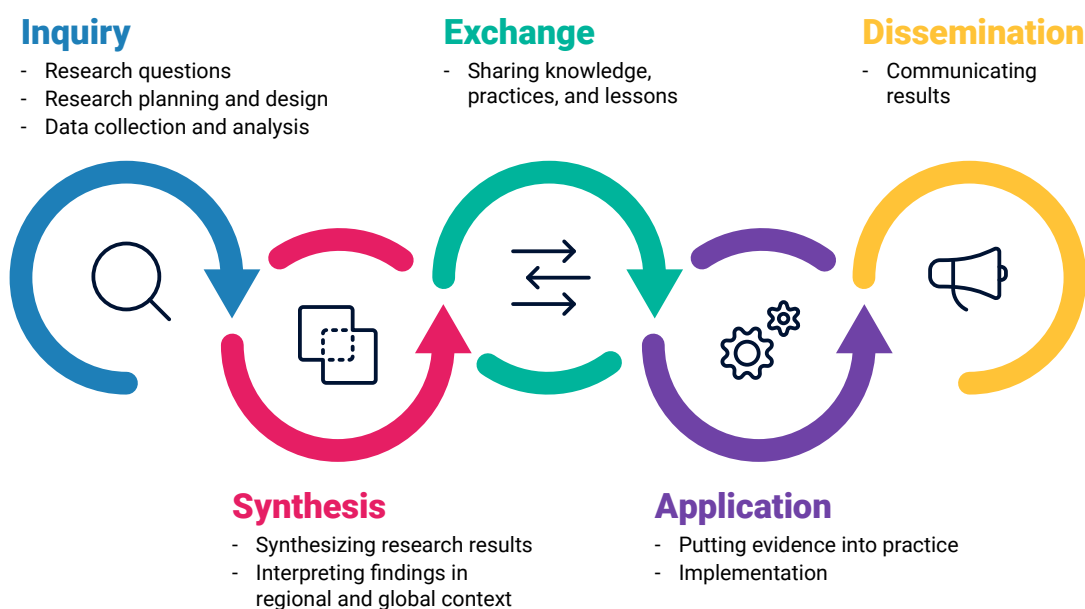 Inquiry
- Research questions
- Research planning and design
- Data collection and analysis
Exchange
- Sharing knowledge,
practices, and lessons
Dissemination
- Communicating
results
Synthesis
- Synthesizing research results
- Interpreting findings in
regional and global context
Application
- Putting evidence into practice
- Implementation